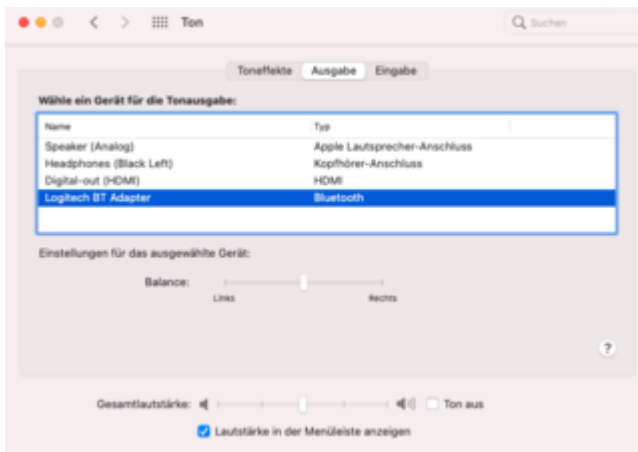 Ton
Suchen
Toneffekte Ausgabe Eingabe
Wähle ein Gerät für die Tonausgabe:
Name Typ
Speaker (Analog) Apple Lautsprecher-Anschluss
Headphones (Black Left) Kopfhörer-Anschluss
Digital-out (HDMI) HDMI
Logitech BT Adapter Bluetooth
Einstellungen für das ausgewählte Gerät:
Balance:
Links Rechts
?
Gesamtlautstärke: Ton aus
Lautstärke in der Menüleiste anzeigen